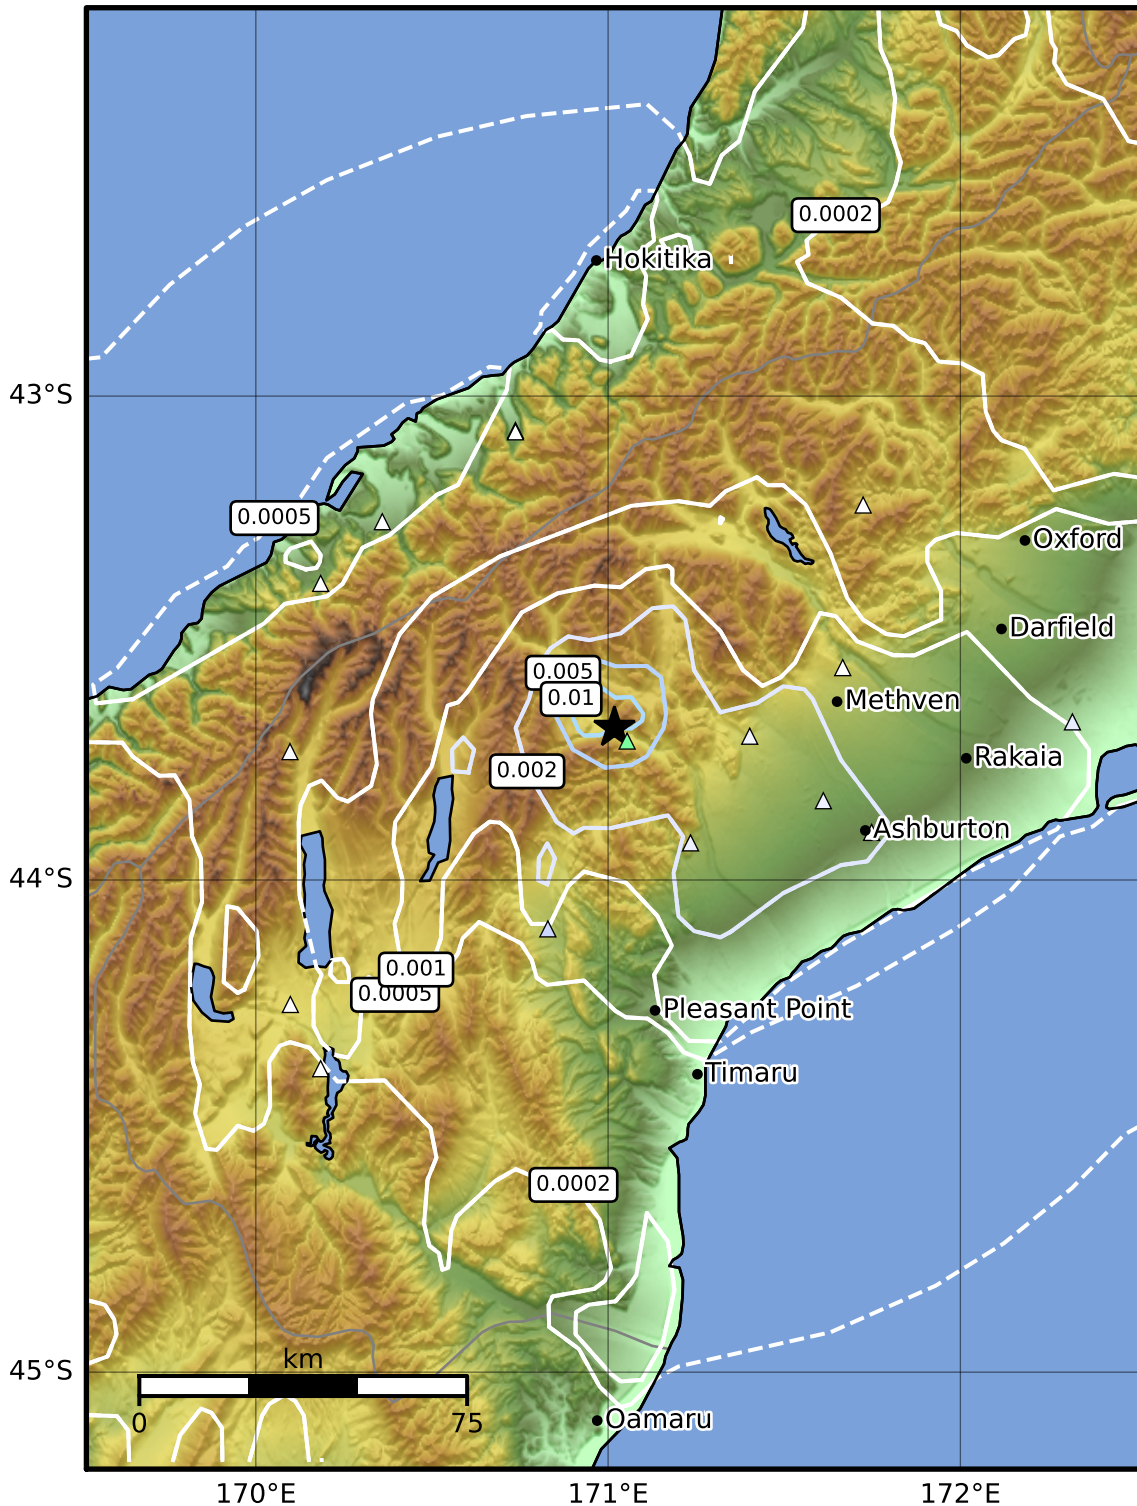 0.0002
Hokitika
43°S
0.0005
Oxford
Darfield
0.005
0.01
Methven
Rakaia
0.002
Ashburton
44°S
0.001
0.0005
Pleasant Point
Timaru
0.0002
km
45°S
0 75
Oamaru
170°E 171°E 172°E